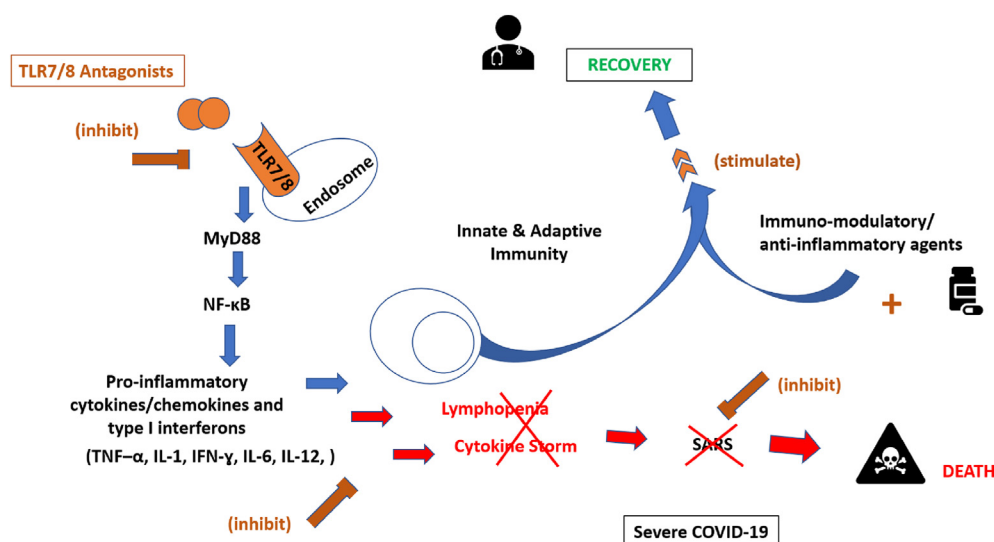 TLR7/8 Antagonists
(inhibit)
TLR7/8
Endosome
MyD88
NF-κB
Pro-inflammatory
cytokines/chemokines and
type I interferons
(TNF–α, IL-1, IFN-ɣ, IL-6, IL-12, )
(inhibit)
RECOVERY
(stimulate)
Innate & Adaptive
Immunity
Immuno-modulatory/
anti-inflammatory agents
+
Lymphopenia
Cytokine Storm
(inhibit)
SARS
DEATH
Severe COVID-19